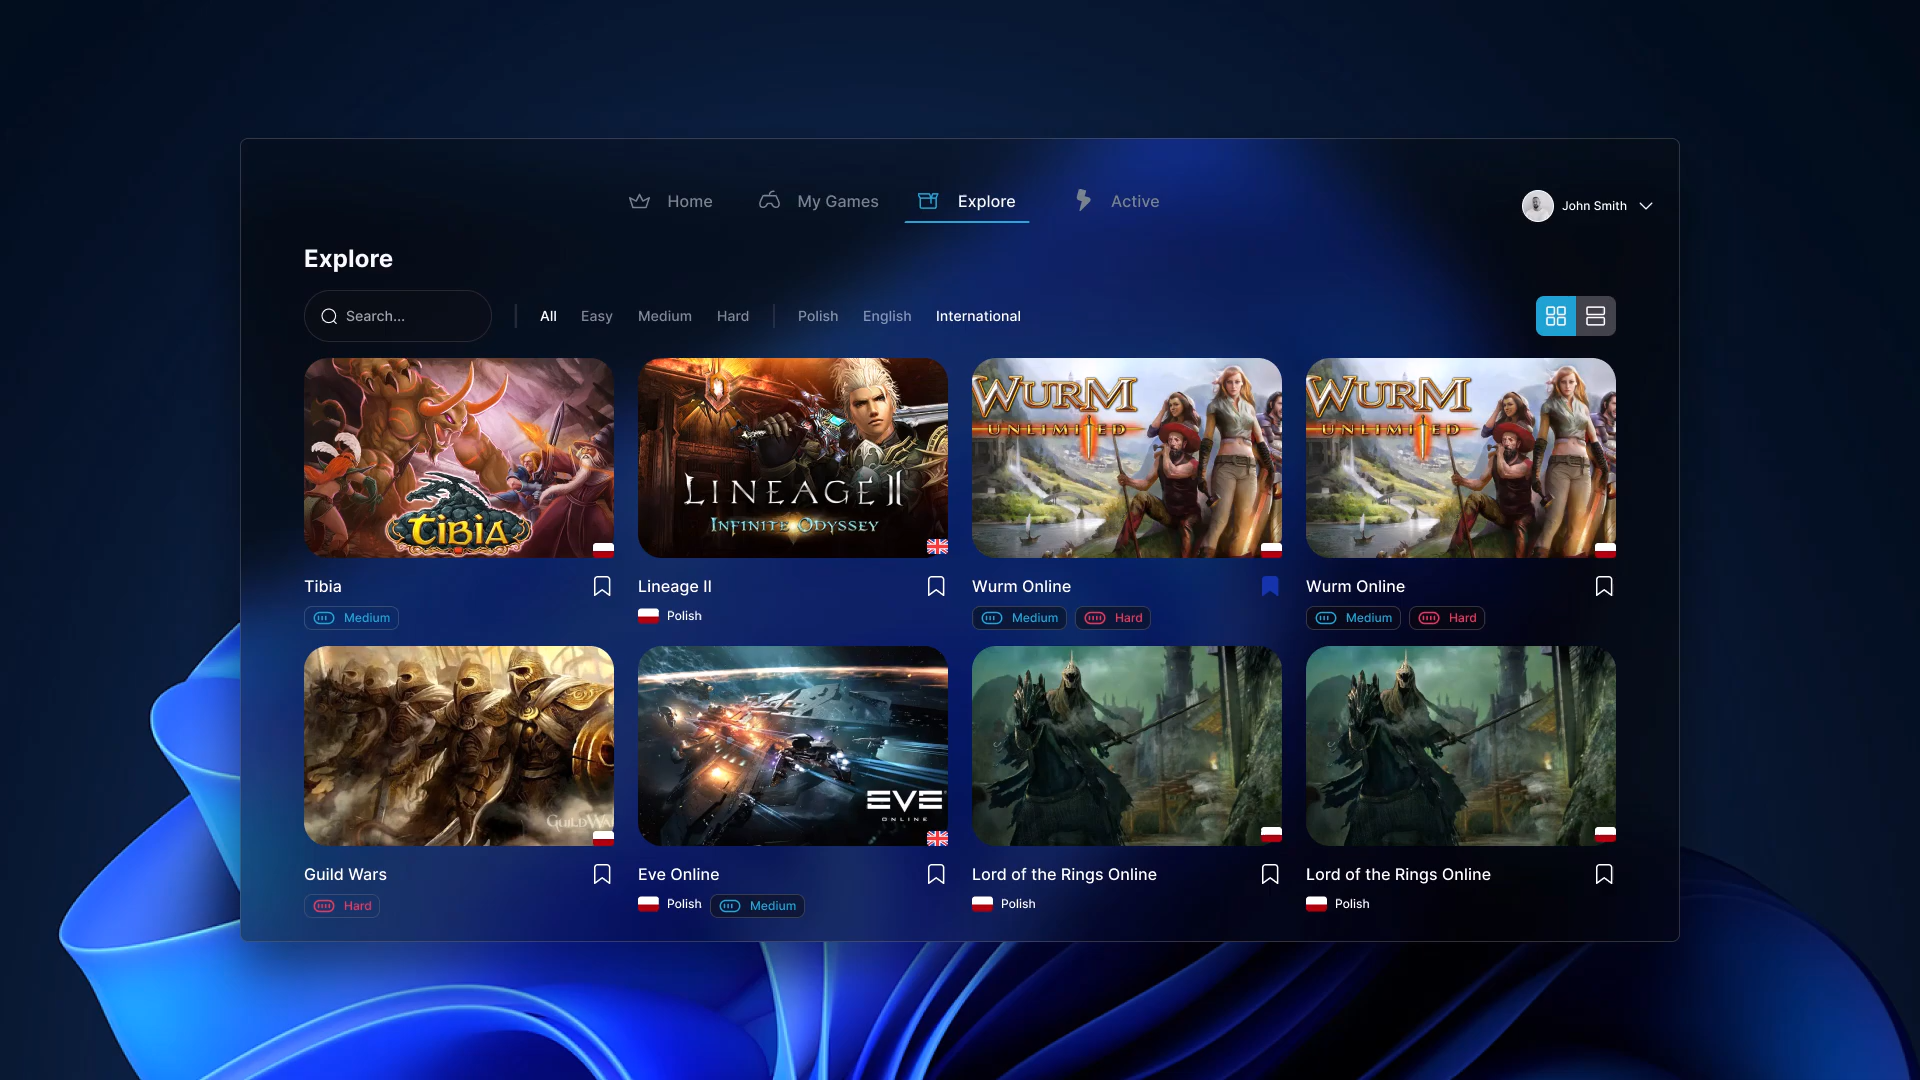 Home My Games Explore Active
John Smith
Explore
Search... All Easy Medium Hard Polish English International
TIBIA
LINEAGE II
INFINITE ODYSSEY
WURM
UNLIMITED
WURM
UNLIMITED
Tibia
Medium
Lineage II
Polish
Wurm Online
Medium Hard
Wurm Online
Medium Hard
GUILD WA
EVE
ONLINE
Guild Wars
Hard
Eve Online
Polish Medium
Lord of the Rings Online
Polish
Lord of the Rings Online
Polish